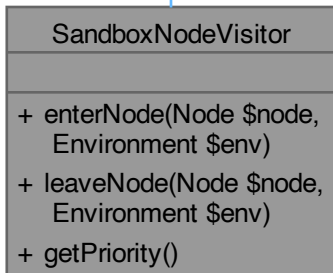 SandboxNodeVisitor
+ enterNode(Node $node,
Environment $env)
+ leaveNode(Node $node,
Environment $env)
+ getPriority()